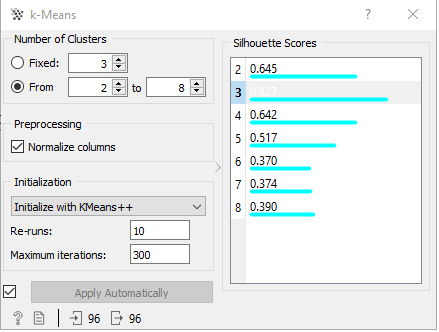 k-Means
?
Number of Clusters
Fixed: 3
From 2 to 8
Preprocessing
Normalize columns
Initialization
Initialize with KMeans++
Re-runs: 10
Maximum iterations: 300
Apply Automatically
? 96 96
Silhouette Scores
2 0.645
3 0.827
4 0.642
5 0.517
6 0.370
7 0.374
8 0.390